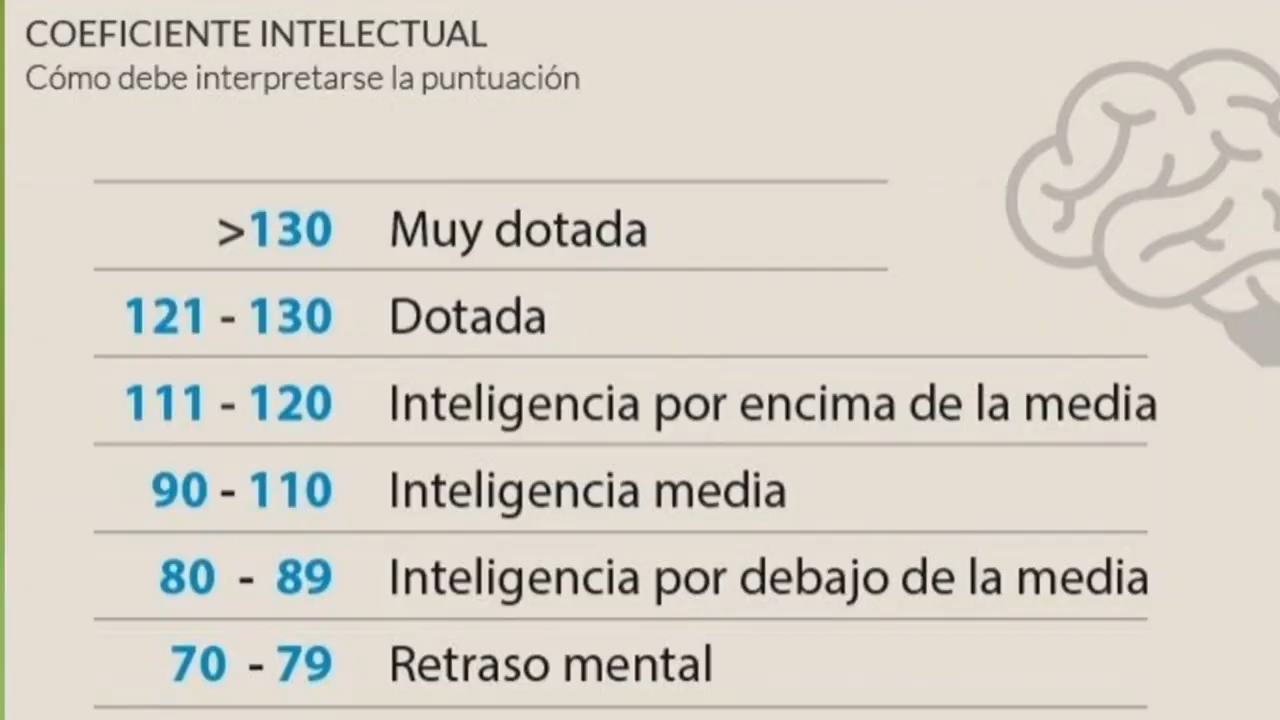 COEFICIENTE INTELECTUAL
Cómo debe interpretarse la puntuación
>130 Muy dotada
121 - 130 Dotada
111 - 120 Inteligencia por encima de la media
90 - 110 Inteligencia media
80 - 89 Inteligencia por debajo de la media
70 - 79 Retraso mental